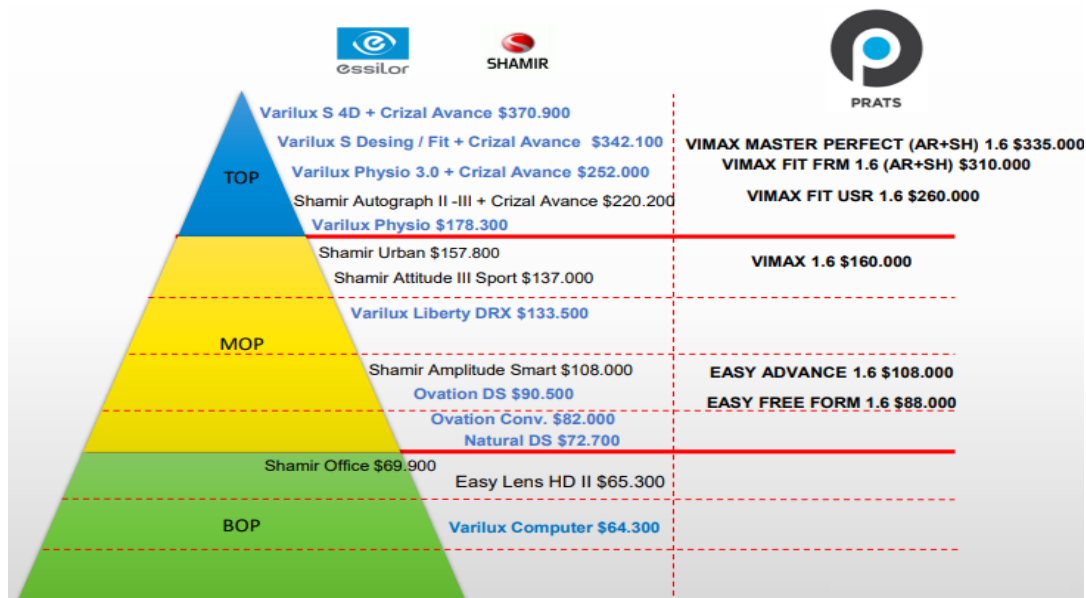 essilor
SHAMIR
PRATS
Varilux S 4D + Crizal Avance $370.900
Varilux S Desing / Fit + Crizal Avance $342.100
VIMAX MASTER PERFECT (AR+SH) 1.6 $335.000
VIMAX FIT FRM 1.6 (AR+SH) $310.000
TOP
Varilux Physio 3.0 + Crizal Avance $252.000
VIMAX FIT USR 1.6 $260.000
Shamir Autograph II -III + Crizal Avance $220.200
Varilux Physio $178.300
Shamir Urban $157.800
VIMAX 1.6 $160.000
Shamir Attitude III Sport $137.000
Varilux Liberty DRX $133.500
MOP
Shamir Amplitude Smart $108.000
EASY ADVANCE 1.6 $108.000
Ovation DS $90.500
EASY FREE FORM 1.6 $88.000
Ovation Conv. $82.000
Natural DS $72.700
Shamir Office $69.900
Easy Lens HD II $65.300
BOP
Varilux Computer $64.300